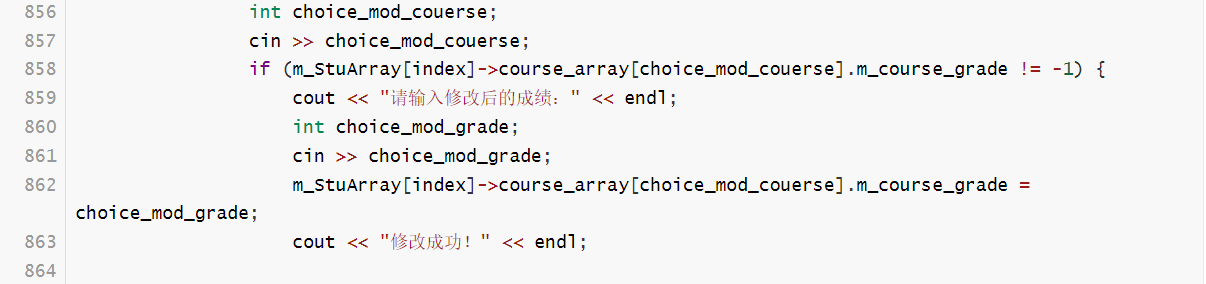 856 int choice_mod_couerse;
857 cin >> choice_mod_couerse;
858 if (m_StuArray[index]->course_array[choice_mod_couerse].m_course_grade != -1) {
859 cout << "请输入修改后的成绩：" << endl;
860 int choice_mod_grade;
861 cin >> choice_mod_grade;
862 m_StuArray[index]->course_array[choice_mod_couerse].m_course_grade =
choice_mod_grade;
863 cout << "修改成功！" << endl;
864